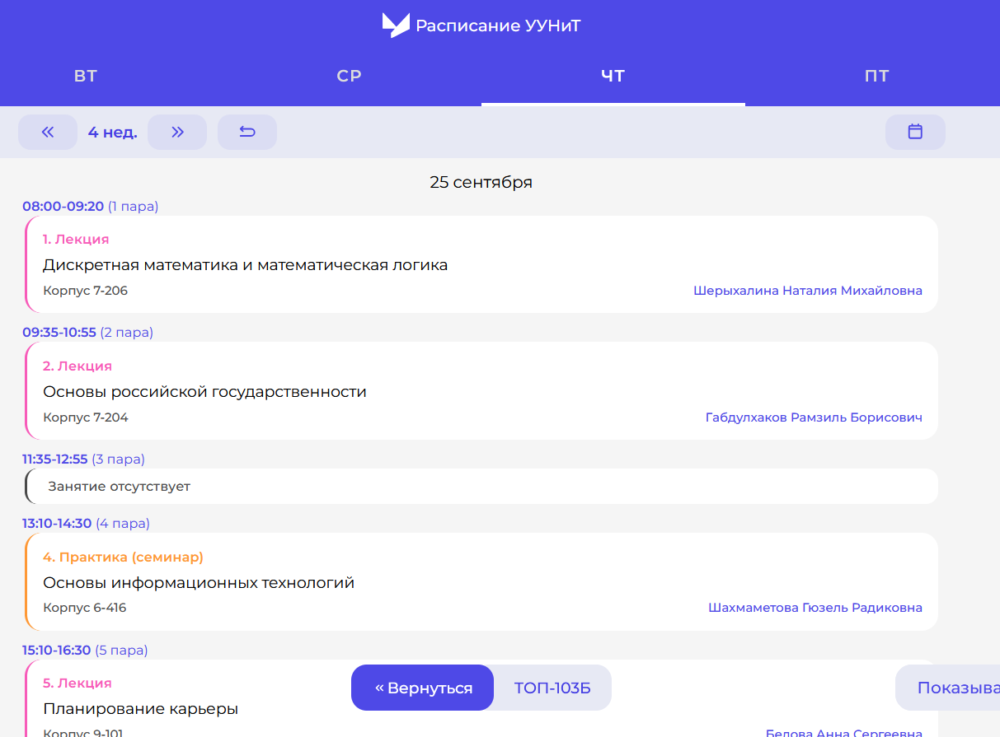 Расписание УУНиТ
ВТ СР ЧТ ПТ
4 нед.
25 сентября
08:00-09:20 (1 пара)
1. Лекция
Дискретная математика и математическая логика
Корпус 7-206 Шерыхалина Наталия Михайловна
09:35-10:55 (2 пара)
2. Лекция
Основы российской государственности
Корпус 7-204 Габдулхаков Рамзиль Борисович
11:35-12:55 (3 пара)
Занятие отсутствует
13:10-14:30 (4 пара)
4. Практика (семинар)
Основы информационных технологий
Корпус 6-416 Шахмаметова Гюзель Радиковна
15:10-16:30 (5 пара)
5. Лекция
« Вернуться ТОП-103Б Показыва
Планирование карьеры
Корпус 9-101 Белова Анна Сергеевна